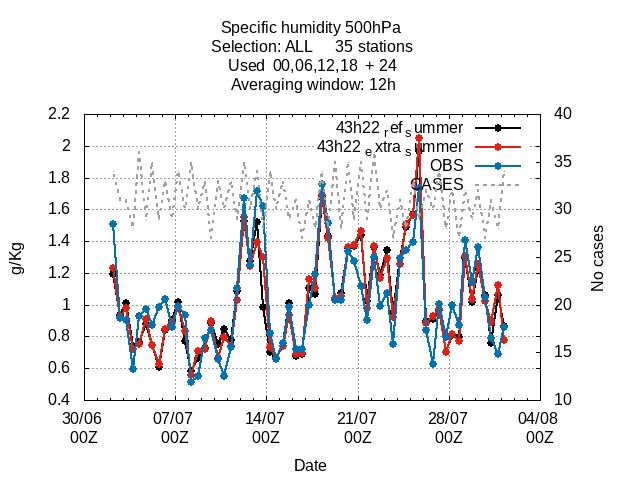 Specific humidity 500hPa
Selection: ALL 35 stations
Used 00,06,12,18 + 24
Averaging window: 12h
43h22 ref summer
43h22 extra summer
OBS
CASES
g/Kg
2.2
2
1.8
1.6
1.4
1.2
1
0.8
0.6
0.4
40
35
30
25
20
15
10
No cases
30/06 07/07 14/07 21/07 28/07 04/08
00Z 00Z 00Z 00Z 00Z 00Z
Date